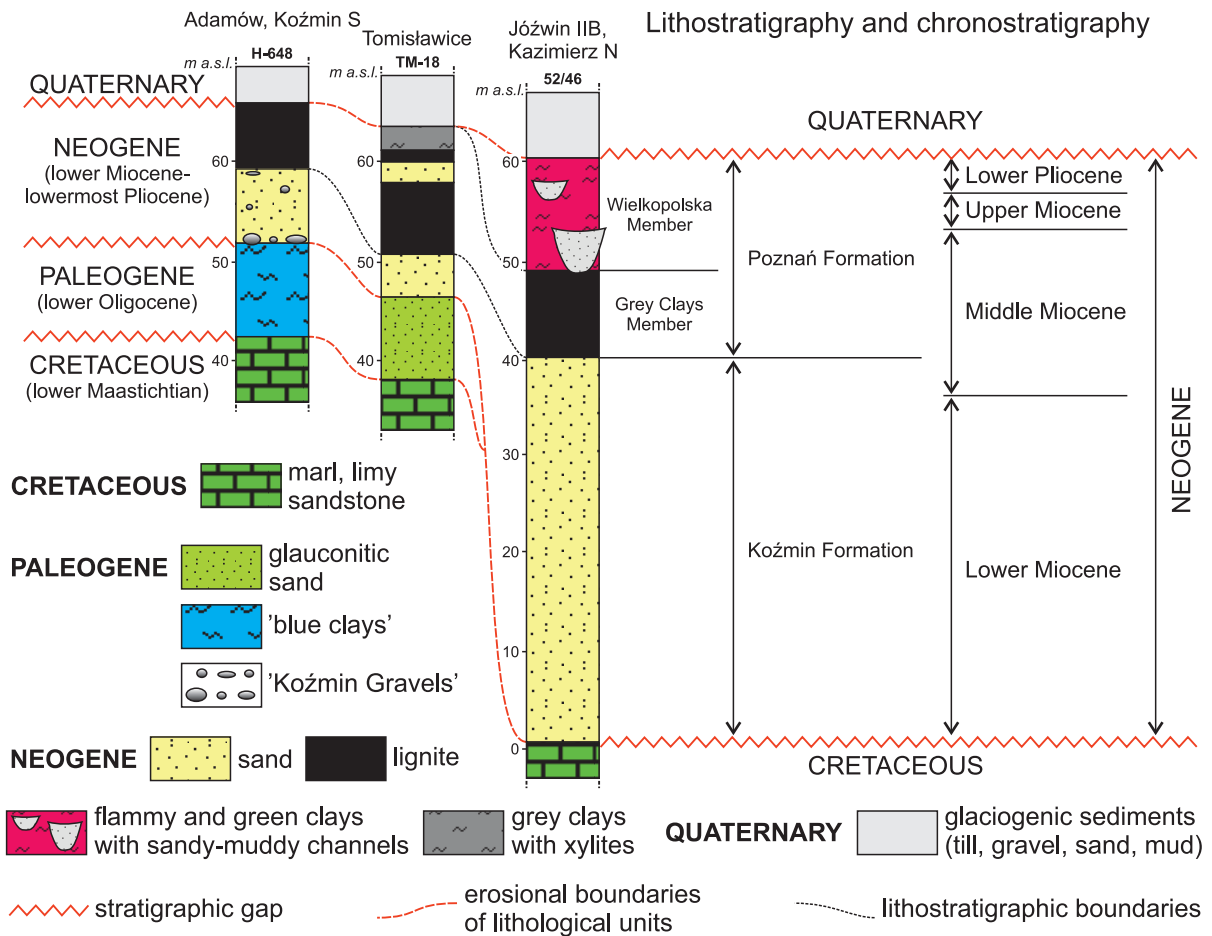 Adamów, Koźmin S
Tomisławice
Jóźwin IIB,
Kazimierz N
Lithostratigraphy and chronostratigraphy
m a.s.l.
H-648
m a.s.l.
TM-18
m a.s.l.
52/46
QUATERNARY
NEOGENE
(lower Miocene-
lowermost Pliocene)
PALEOGENE
(lower Oligocene)
CRETACEOUS
(lower Maastichtian)
60
50
40
60
50
40
60
50
40
30
20
10
0
QUATERNARY
Wielkopolska
Member
Grey Clays
Member
Poznań Formation
Koźmin Formation
Lower Pliocene
Upper Miocene
Middle Miocene
Lower Miocene
NEOGENE
CRETACEOUS
CRETACEOUS
marl, limy
sandstone
PALEOGENE
glauconitic
sand
'blue clays'
'Koźmin Gravels'
NEOGENE
sand
lignite
flammy and green clays
with sandy-muddy channels
grey clays
with xylites
QUATERNARY
glaciogenic sediments
(till, gravel, sand, mud)
stratigraphic gap
erosional boundaries
of lithological units
lithostratigraphic boundaries